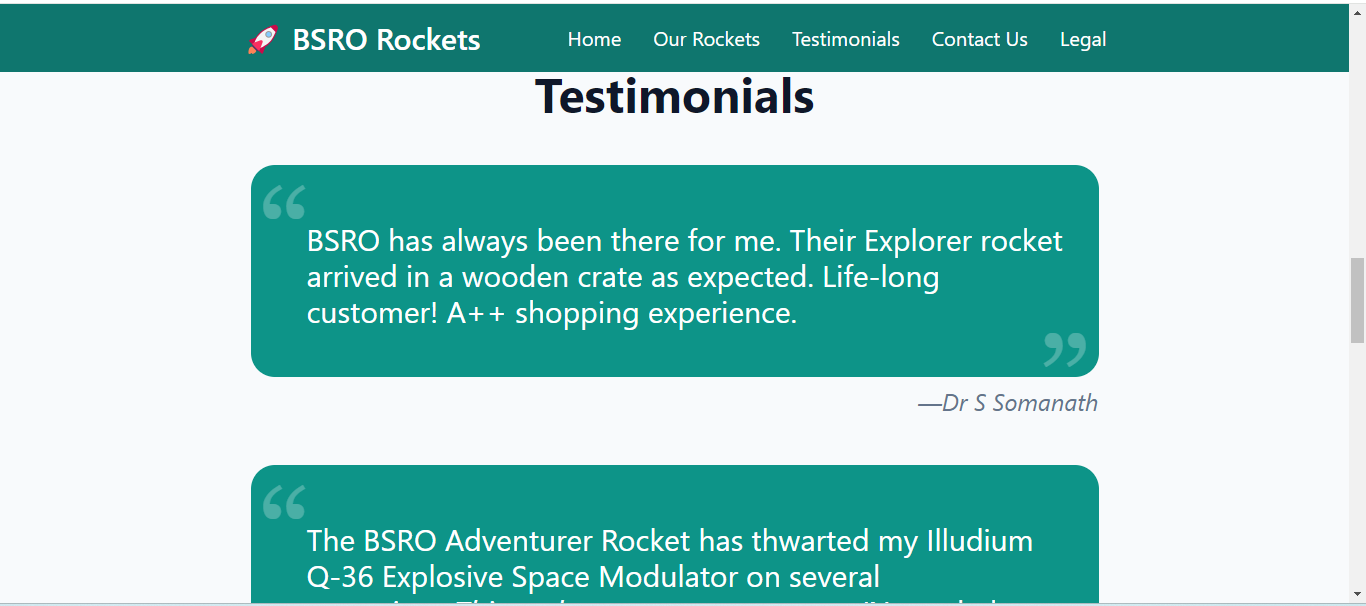 BSRO Rockets
Home Our Rockets Testimonials Contact Us Legal
Testimonials
“
BSRO has always been there for me. Their Explorer rocket
arrived in a wooden crate as expected. Life-long
customer! A++ shopping experience.
”
—Dr S Somanath
“
The BSRO Adventurer Rocket has thwarted my Illudium
Q-36 Explosive Space Modulator on several